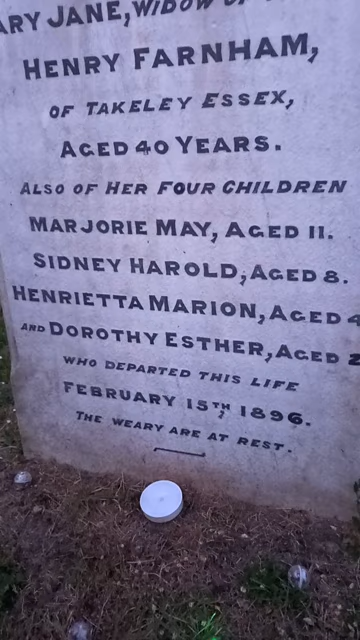 ARY JANE, WIDOW OF
HENRY FARNHAM,
OF TAKELEY ESSEX,
AGED 40 YEARS.
ALSO OF HER FOUR CHILDREN
MARJORIE MAY, AGED 11.
SIDNEY HAROLD, AGED 8.
HENRIETTA MARION, AGED 4
AND DOROTHY ESTHER, AGED 2
WHO DEPARTED THIS LIFE
FEBRUARY 15TH, 1896.
THE WEARY ARE AT REST.